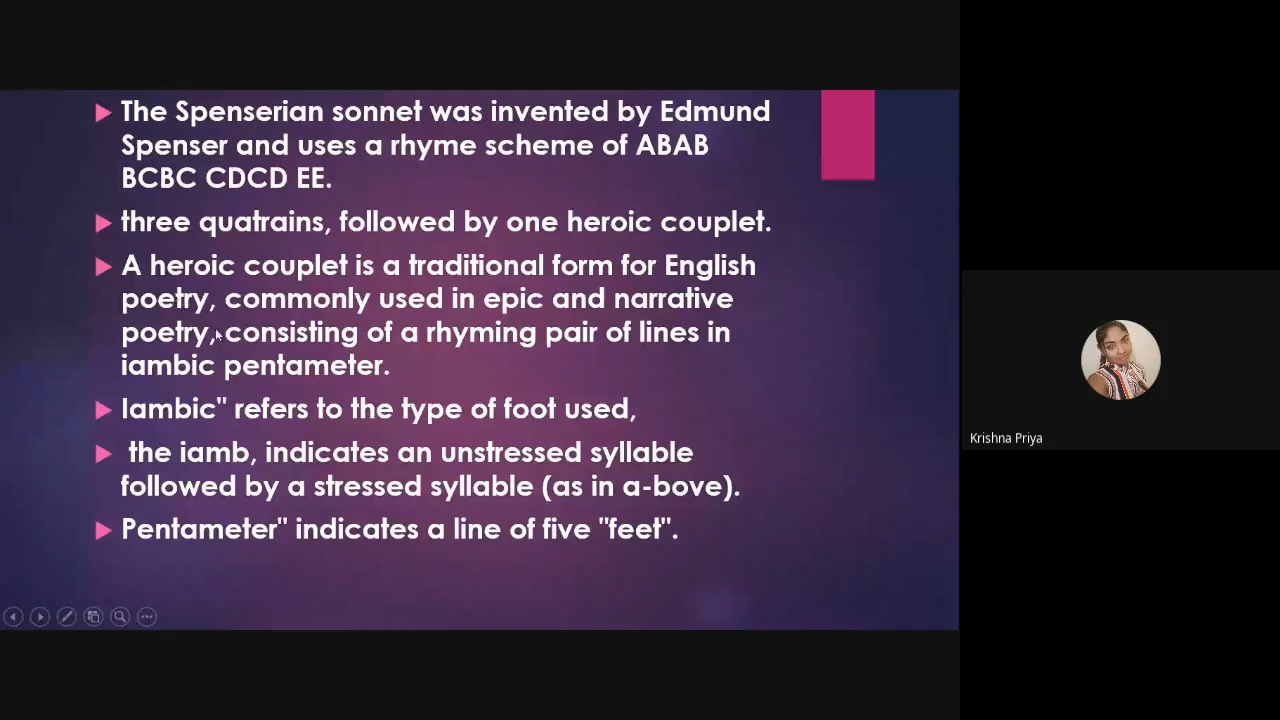 The Spenserian sonnet was invented by Edmund
Spenser and uses a rhyme scheme of ABAB
BCBC CDCD EE.
three quatrains, followed by one heroic couplet.
A heroic couplet is a traditional form for English
poetry, commonly used in epic and narrative
poetry, consisting of a rhyming pair of lines in
iambic pentameter.
Iambic" refers to the type of foot used,
the iamb, indicates an unstressed syllable
followed by a stressed syllable (as in a-bove).
Pentameter" indicates a line of five "feet".
Krishna Priya